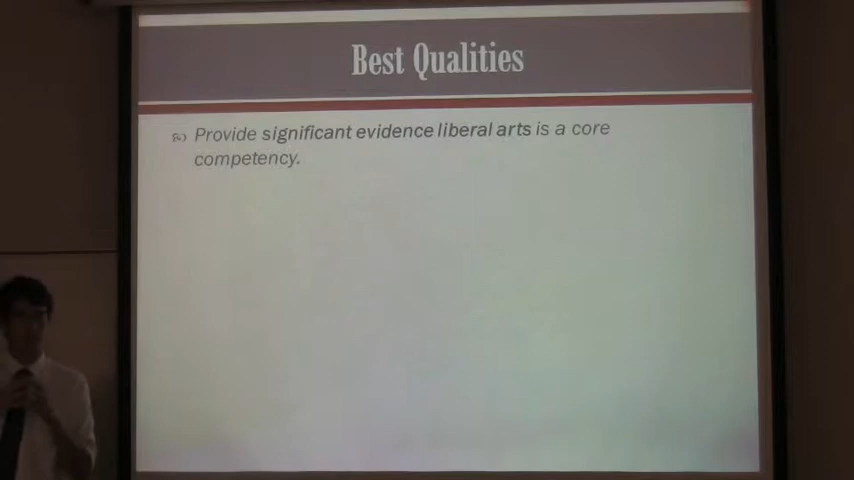 Best Qualities
Provide significant evidence liberal arts is a core
competency.